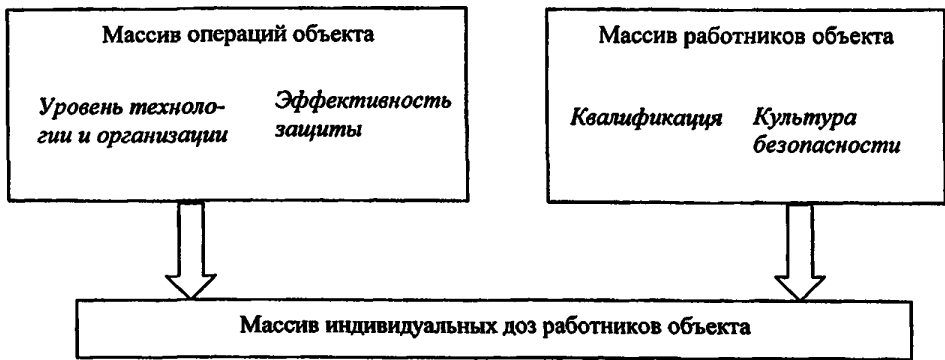 Массив операций объекта
Уровень техноло-
гии и организации
Эффективность
защиты
Массив работников объекта
Квалификация
Культура
безопасности
Массив индивидуальных доз работников объекта